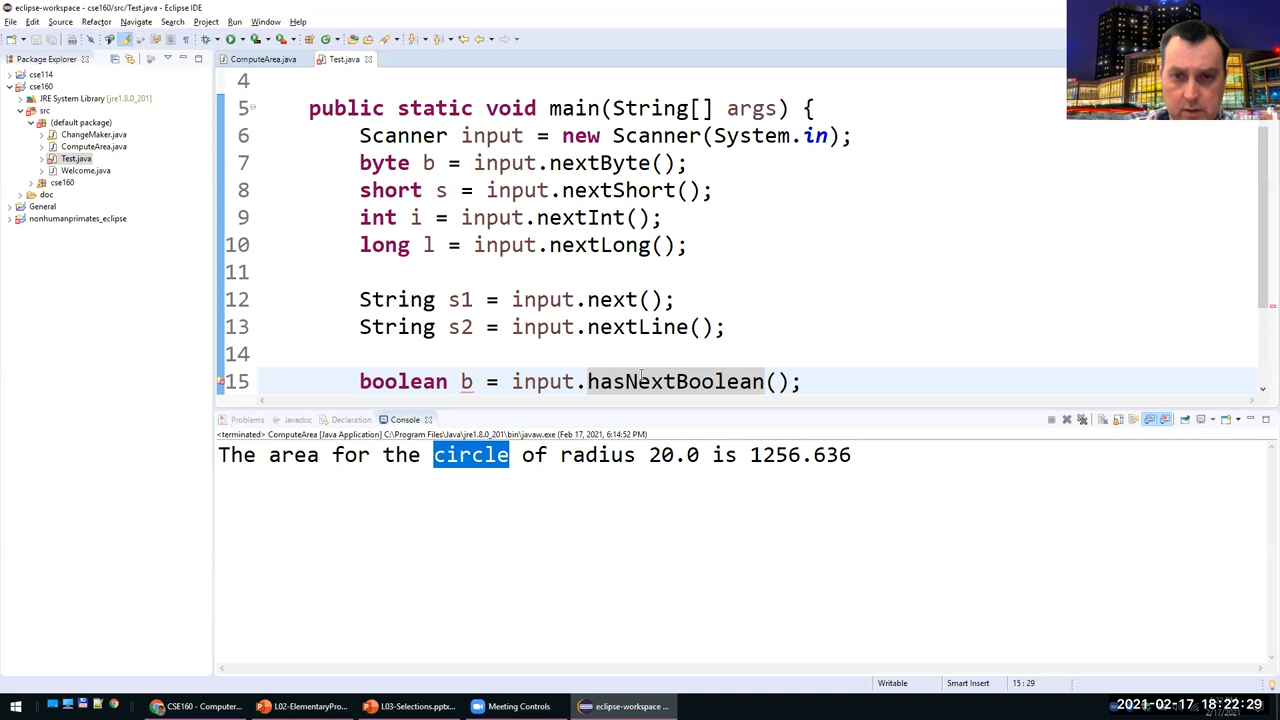 eclipse-workspace - cse160/src/Test.java - Eclipse IDE
File Edit Source Refactor Navigate Search Project Run Window Help
Package Explorer
ComputeArea.java
Test.java
cse114
cse160
JRE System Library [jre1.8.0_201]
src
(default package)
ChangeMaker.java
ComputeArea.java
Test.java
Welcome.java
cse160
doc
General
nonhumanprimates_eclipse
4
5 public static void main(String[] args) {
6 Scanner input = new Scanner(System.in);
7 byte b = input.nextByte();
8 short s = input.nextShort();
9 int i = input.nextInt();
10 long l = input.nextLong();
11
12 String s1 = input.next();
13 String s2 = input.nextLine();
14
15 boolean b = input.hasNextBoolean();
Problems Javadoc Declaration Console
<terminated> ComputeArea [Java Application] C:\Program Files\Java\jre1.8.0_201\bin\javaw.exe (Feb 17, 2021, 6:14:52 PM)
The area for the circle of radius 20.0 is 1256.636
Writable Smart Insert 15 : 29
CSE160 - Computer... L02-ElementaryPro... L03-Selections.pptx... Meeting Controls eclipse-workspace ...
2021-02-17 18:22:29
2/17/2021